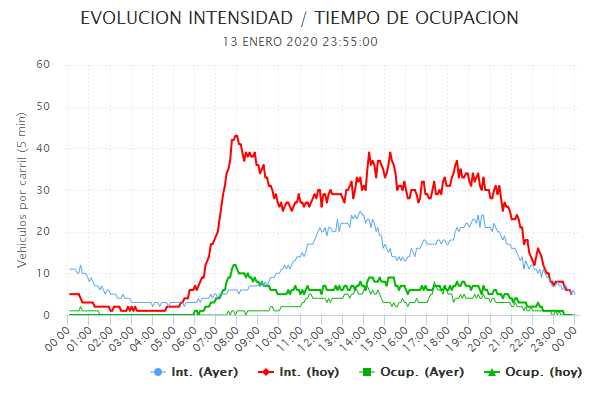 EVOLUCION INTENSIDAD / TIEMPO DE OCUPACION
13 ENERO 2020 23:55:00
Vehiculos por carril (5 min)
60
50
40
30
20
10
0
00:00 01:00 02:00 03:00 04:00 05:00 06:00 07:00 08:00 09:00 10:00 11:00 12:00 13:00 14:00 15:00 16:00 17:00 18:00 19:00 20:00 21:00 22:00 23:00 00:00
Int. (Ayer) Int. (hoy) Ocup. (Ayer) Ocup. (hoy)